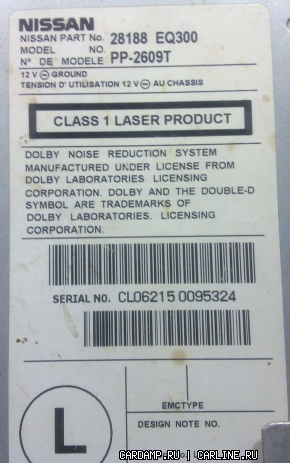 NISSAN
NISSAN PART No. 28188 EQ300
MODEL NO.
N° DE MODELE PP-2609T
12 V ⊖ GROUND
TENSION D' UTILISATION 12 V ⊖ AU CHASSIS
CLASS 1 LASER PRODUCT
DOLBY NOISE REDUCTION SYSTEM
MANUFACTURED UNDER LICENSE FROM
DOLBY LABORATORIES LICENSING
CORPORATION. DOLBY AND THE DOUBLE-D
SYMBOL ARE TRADEMARKS OF
DOLBY LABORATORIES. LICENSING
CORPORATION.
SERIAL NO. CL06215 0095324
L
EMCTYPE
DESIGN NOTE NO.
CARDAMP.RU | CARLINE.RU